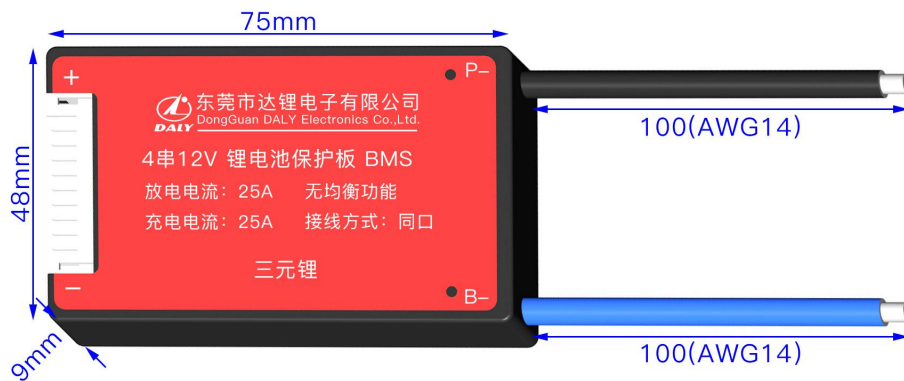 75mm
+
P-
100(AWG14)
48mm
DALY
东莞市达锂电子有限公司
DongGuan DALY Electronics Co.,Ltd.
4串12V 锂电池保护板 BMS
放电电流：25A 无均衡功能
充电电流：25A 接线方式：同口
三元锂
-
B-
9mm
100(AWG14)